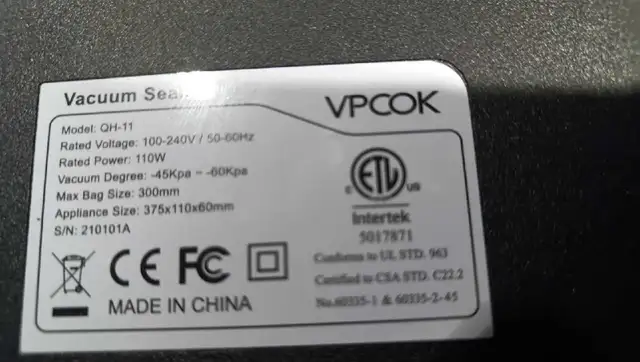 Vacuum
VPCOK
Model: QH-11
Rated Voltage: 100-240V / 50-60Hz
Rated Power: 110W
Vacuum Degree: -45Kpa ~ -60Kpa
Max Bag Size: 300mm
Appliance Size: 375x110x60mm
S/N: 210101A
C ETL US
Intertek
5017871
Conforms to UL STD. 963
Certified to CSA STD. C22.2
No.60335-1 & 60335-2-45
CE FC
MADE IN CHINA